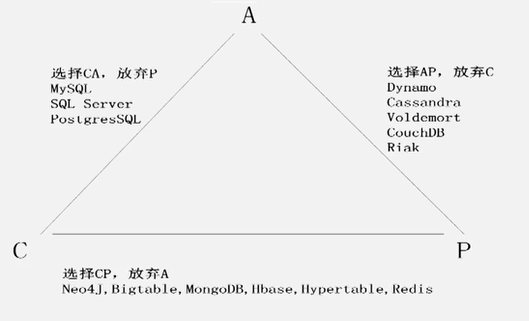 A
选择CA，放弃P
MySQL
SQL Server
PostgresSQL
选择AP，放弃C
Dynamo
Cassandra
Voldemort
CouchDB
Riak
C
P
选择CP，放弃A
Neo4J,Bigtable,MongoDB,Hbase,Hypertable,Redis